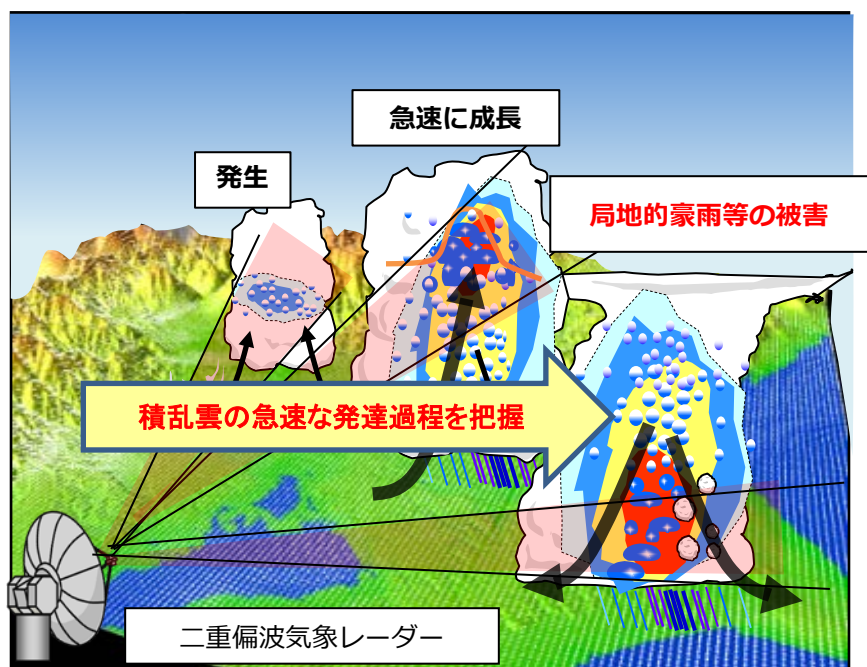 急速に成長
発生
局地的豪雨等の被害
積乱雲の急速な発達過程を把握
二重偏波気象レーダー